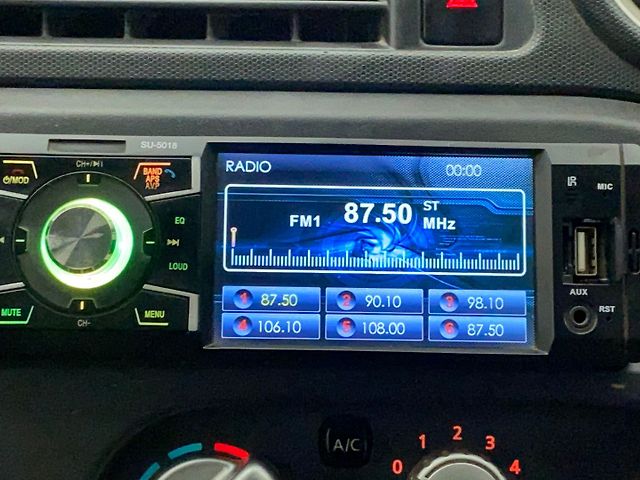 SU-5018
CH+/▶II
⏻/MOD
BAND
APS
AVP
EQ
▶▶I
LOUD
MUTE
MENU
CH-
RADIO 00:00
FM1 87.50 ST
MHz
1 87.50 2 90.10 3 98.10
4 106.10 5 108.00 6 87.50
MIC
AUX
RST
A/C
0 1 2 3 4